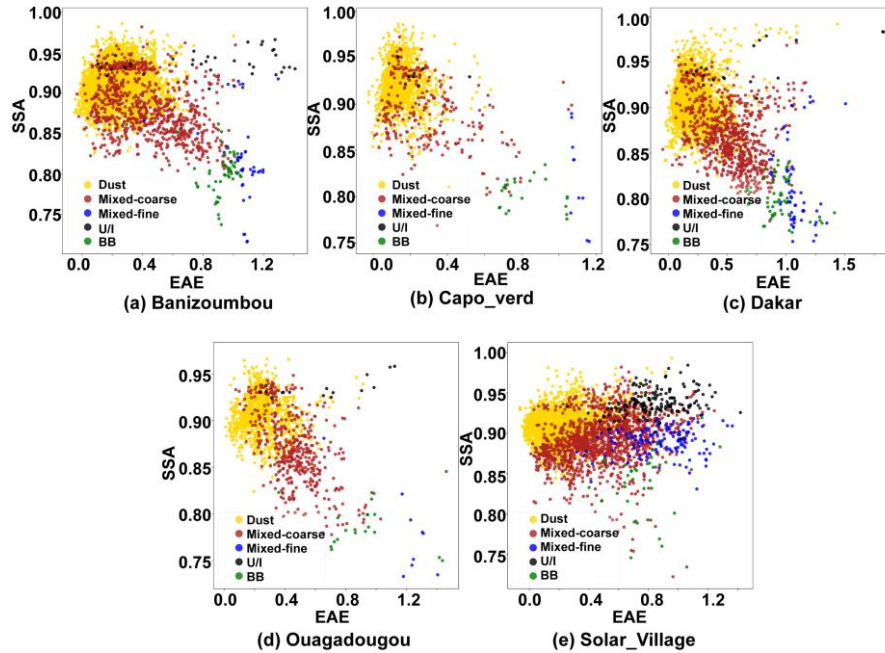 SSA
1.00
0.95
0.90
0.85
0.80
0.75
Dust
Mixed-coarse
Mixed-fine
U/I
BB
0.0 0.4 0.8 1.2
EAE
(a) Banizoumbou
SSA
1.00
0.95
0.90
0.85
0.80
0.75
Dust
Mixed-coarse
Mixed-fine
U/I
BB
0.0 0.4 0.8 1.2
EAE
(b) Capo_verd
SSA
1.00
0.95
0.90
0.85
0.80
0.75
Dust
Mixed-coarse
Mixed-fine
U/I
BB
0.0 0.5 1.0 1.5
EAE
(c) Dakar
SSA
0.95
0.90
0.85
0.80
0.75
Dust
Mixed-coarse
Mixed-fine
U/I
BB
0.0 0.4 0.8 1.2
EAE
(d) Ouagadougou
SSA
1.00
0.95
0.90
0.85
0.80
0.75
Dust
Mixed-coarse
Mixed-fine
U/I
BB
0.0 0.4 0.8 1.2
EAE
(e) Solar_Village